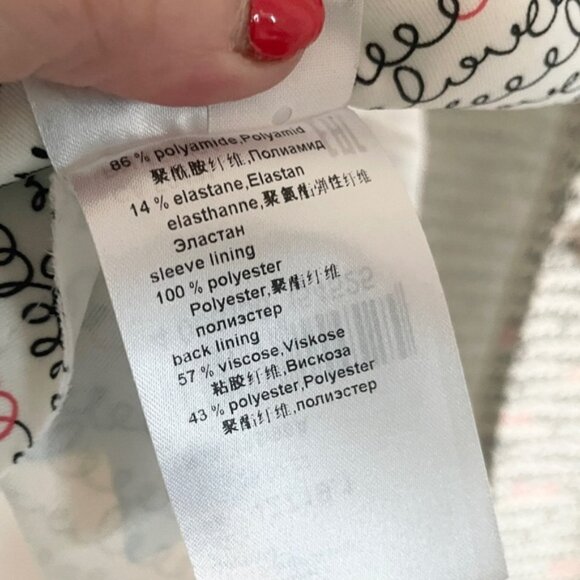 86 % polyamide,Polyamid
聚酰胺纤维,Полиамид
14 % elastane,Elastan
elasthanne,聚氨酯弹性纤维
Эластан
sleeve lining
100 % polyester
Polyester,聚酯纤维
полиэстер
back lining
57 % viscose,Viskose
粘胶纤维,Вискоза
43 % polyester,Polyester
聚酯纤维,полиэстер